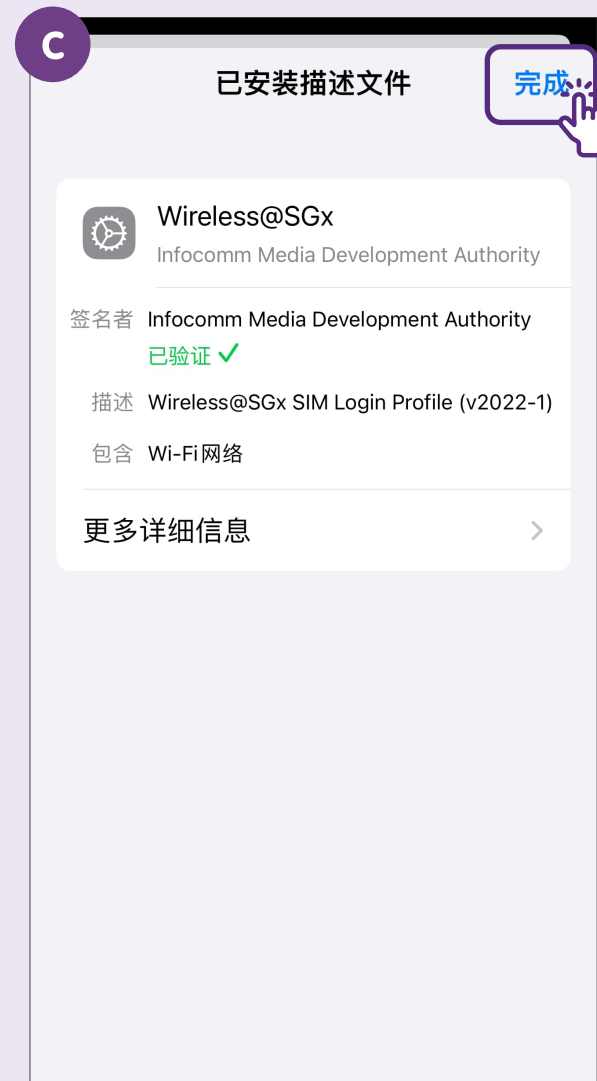 C
已安装描述文件
完成
Wireless@SGx
Infocomm Media Development Authority
签名者 Infocomm Media Development Authority
已验证
描述 Wireless@SGx SIM Login Profile (v2022-1)
包含 Wi-Fi网络
更多详细信息